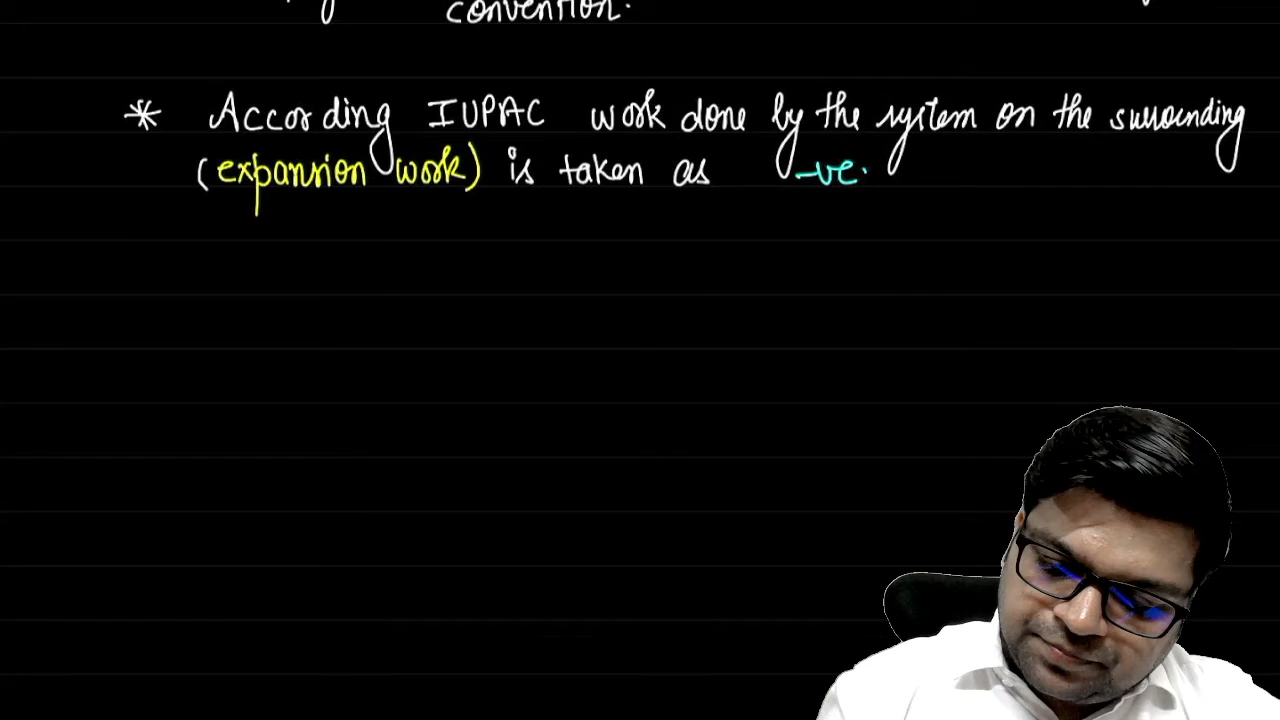 convention.
* According IUPAC work done by the system on the surrounding
(expansion work) is taken as -ve.